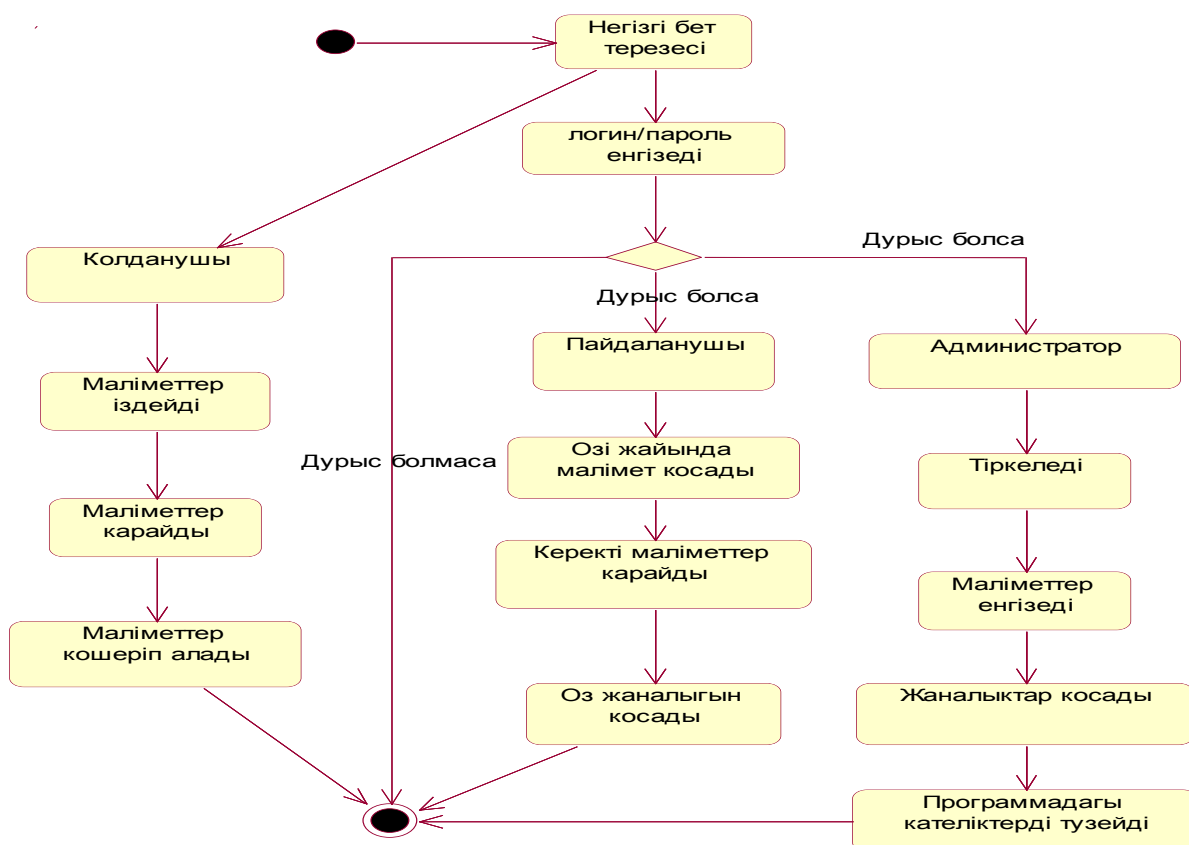 Негізгі бет
терезесі
логин/пароль
енгізеді
Дурыс болса
Колданушы
Дурыс болса
Пайдаланушы
Администратор
Маліметтер
іздейді
Озі жайында
малімет косады
Дурыс болмаса
Тіркеледі
Маліметтер
карайды
Керекті маліметтер
карайды
Маліметтер
енгізеді
Маліметтер
кошеріп алады
Оз жаналыгын
косады
Жаналыктар косады
Программадагы
кателіктерді тузейді